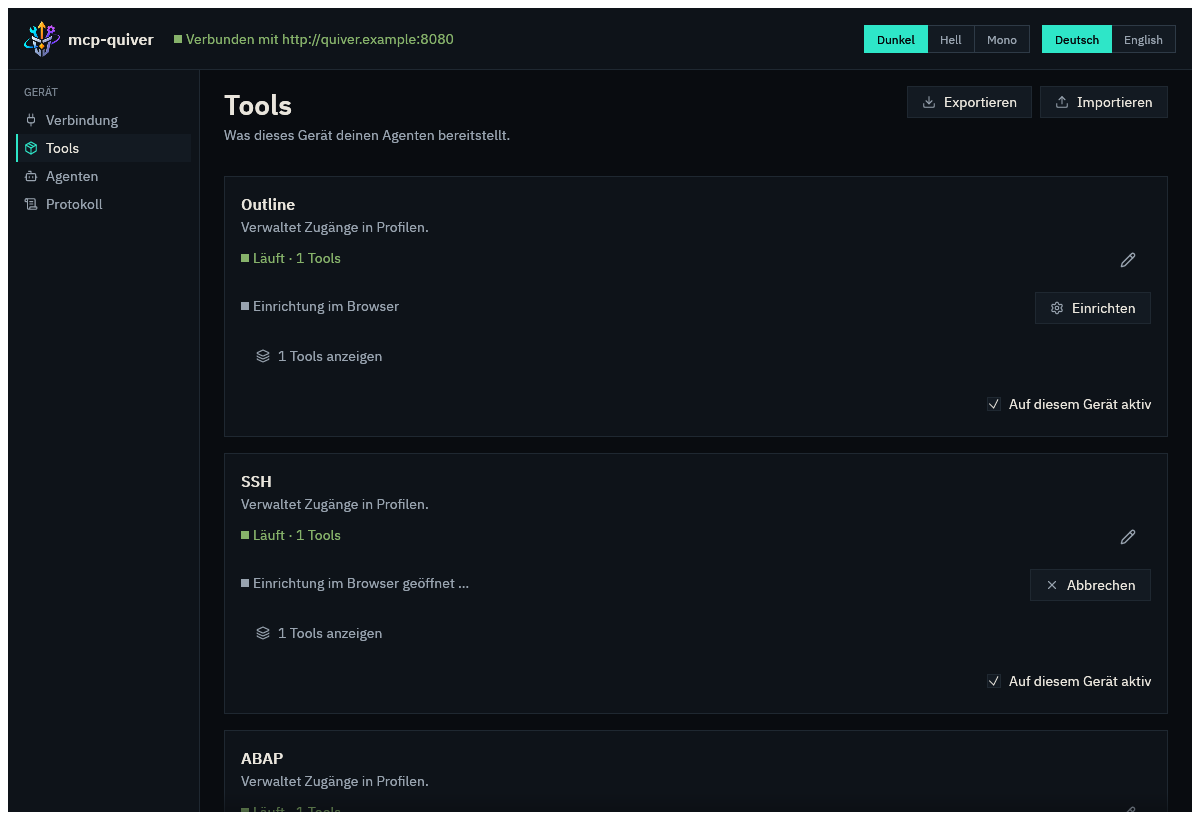 mcp-quiver
Verbunden mit http://quiver.example:8080
Dunkel
Hell
Mono
Deutsch
English
GERÄT
Verbindung
Tools
Agenten
Protokoll
Tools
Was dieses Gerät deinen Agenten bereitstellt.
Exportieren
Importieren
Outline
Verwaltet Zugänge in Profilen.
Läuft · 1 Tools
Einrichtung im Browser
Einrichten
1 Tools anzeigen
Auf diesem Gerät aktiv
SSH
Verwaltet Zugänge in Profilen.
Läuft · 1 Tools
Einrichtung im Browser geöffnet …
Abbrechen
1 Tools anzeigen
Auf diesem Gerät aktiv
ABAP
Verwaltet Zugänge in Profilen.
Läuft · 1 Tools